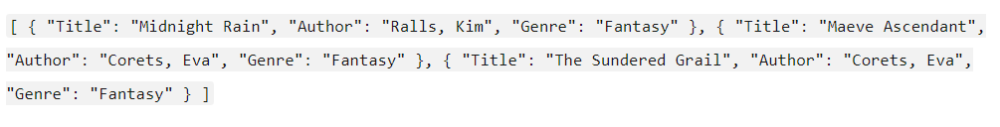 [ { "Title": "Midnight Rain", "Author": "Ralls, Kim", "Genre": "Fantasy" }, { "Title": "Maeve Ascendant",
"Author": "Corets, Eva", "Genre": "Fantasy" }, { "Title": "The Sundered Grail", "Author": "Corets, Eva",
"Genre": "Fantasy" } ]